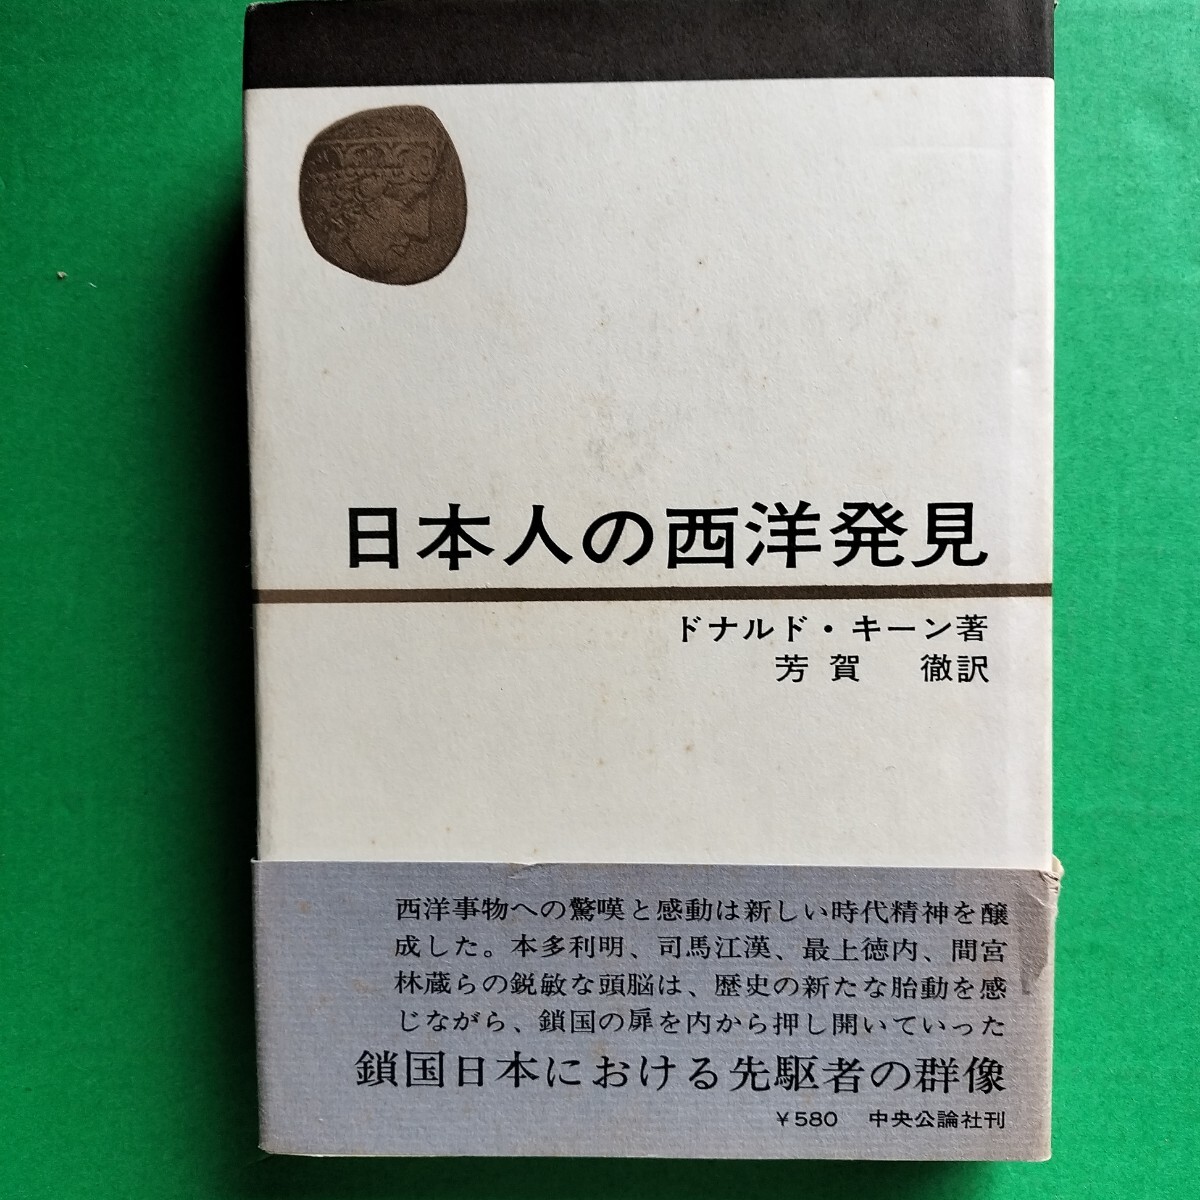 日本人の西洋発見
ドナルド・キーン著
芳賀 徹訳
西洋事物への驚嘆と感動は新しい時代精神を醸
成した。本多利明、司馬江漢、最上徳内、間宮
林蔵らの鋭敏な頭脳は、歴史の新たな胎動を感
じながら、鎖国の扉を内から押し開いていった
鎖国日本における先駆者の群像
¥580 中央公論社刊